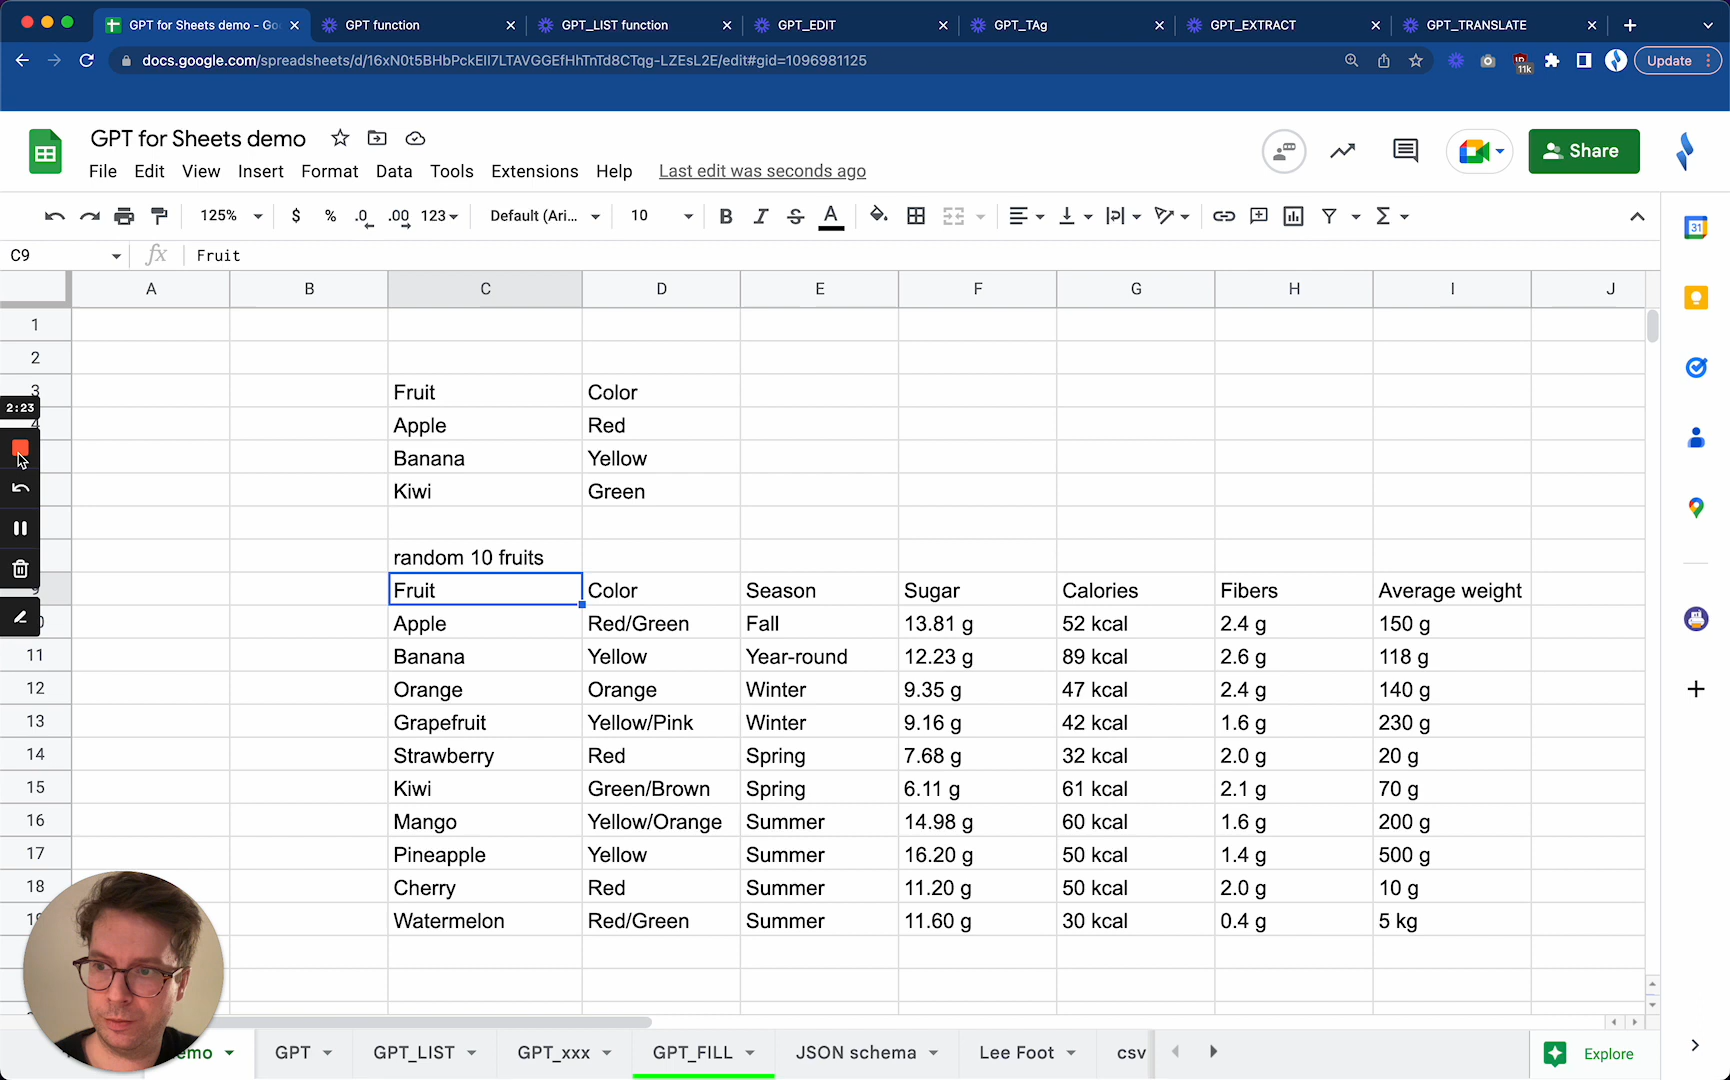 GPT for Sheets demo - Go
GPT function
GPT_LIST function
GPT_EDIT
GPT_TAg
GPT_EXTRACT
GPT_TRANSLATE
docs.google.com/spreadsheets/d/16xN0t5BHbPckEIl7LTAVGGEfHhTnTd8CTqg-LZEsL2E/edit#gid=1096981125
11k
Update
GPT for Sheets demo
Share
File Edit View Insert Format Data Tools Extensions Help Last edit was seconds ago
125% $ % .0 .00 123 Default (Ari... 10 B I S A
31
C9 fx Fruit
A B C D E F G H I J
1
2
3 Fruit Color
2:23
4 Apple Red
Banana Yellow
Kiwi Green
random 10 fruits
9 Fruit Color Season Sugar Calories Fibers Average weight
0 Apple Red/Green Fall 13.81 g 52 kcal 2.4 g 150 g
11 Banana Yellow Year-round 12.23 g 89 kcal 2.6 g 118 g
12 Orange Orange Winter 9.35 g 47 kcal 2.4 g 140 g
13 Grapefruit Yellow/Pink Winter 9.16 g 42 kcal 1.6 g 230 g
14 Strawberry Red Spring 7.68 g 32 kcal 2.0 g 20 g
15 Kiwi Green/Brown Spring 6.11 g 61 kcal 2.1 g 70 g
16 Mango Yellow/Orange Summer 14.98 g 60 kcal 1.6 g 200 g
17 Pineapple Yellow Summer 16.20 g 50 kcal 1.4 g 500 g
18 Cherry Red Summer 11.20 g 50 kcal 2.0 g 10 g
19 Watermelon Red/Green Summer 11.60 g 30 kcal 0.4 g 5 kg
emo GPT GPT_LIST GPT_xxx GPT_FILL JSON schema Lee Foot csv Explore